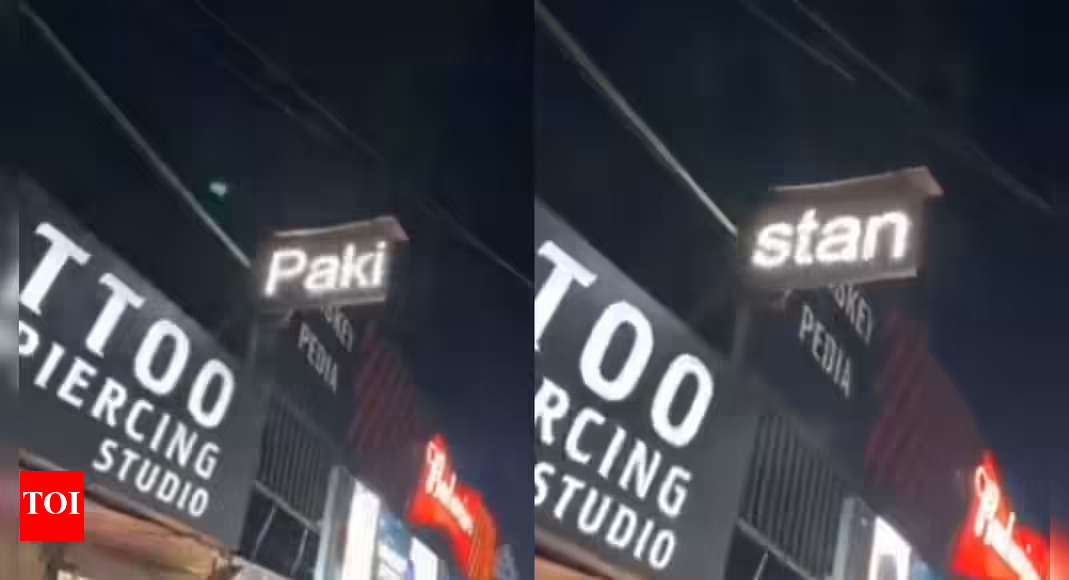 TTOO
PIERCING
STUDIO
Paki
PEDIA
TOI
TOO
RCING
STUDIO
stan
PEDIA